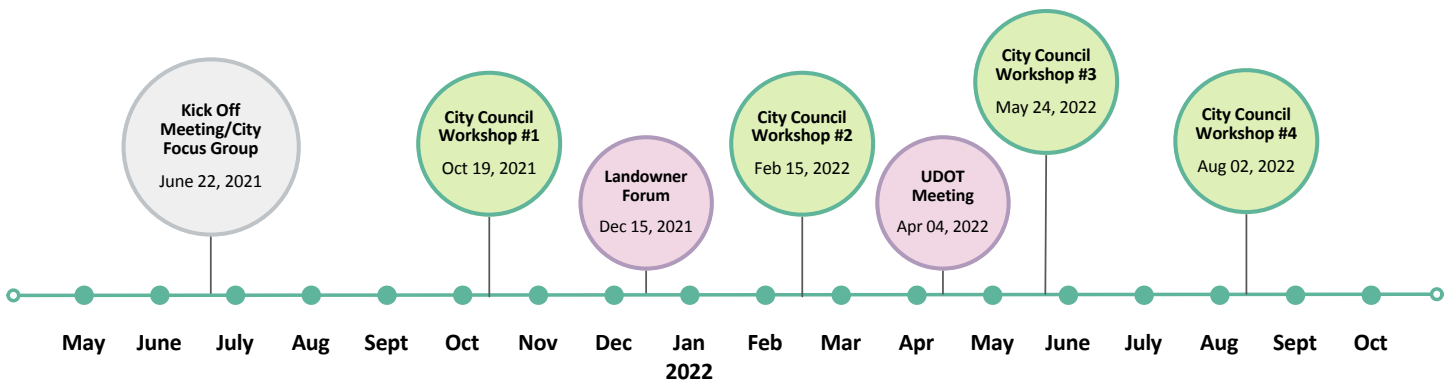 Kick Off
Meeting/City
Focus Group
June 22, 2021
City Council
Workshop #1
Oct 19, 2021
Landowner
Forum
Dec 15, 2021
City Council
Workshop #2
Feb 15, 2022
UDOT
Meeting
Apr 04, 2022
City Council
Workshop #3
May 24, 2022
City Council
Workshop #4
Aug 02, 2022
May June July Aug Sept Oct Nov Dec Jan Feb Mar Apr May June July Aug Sept Oct
2022